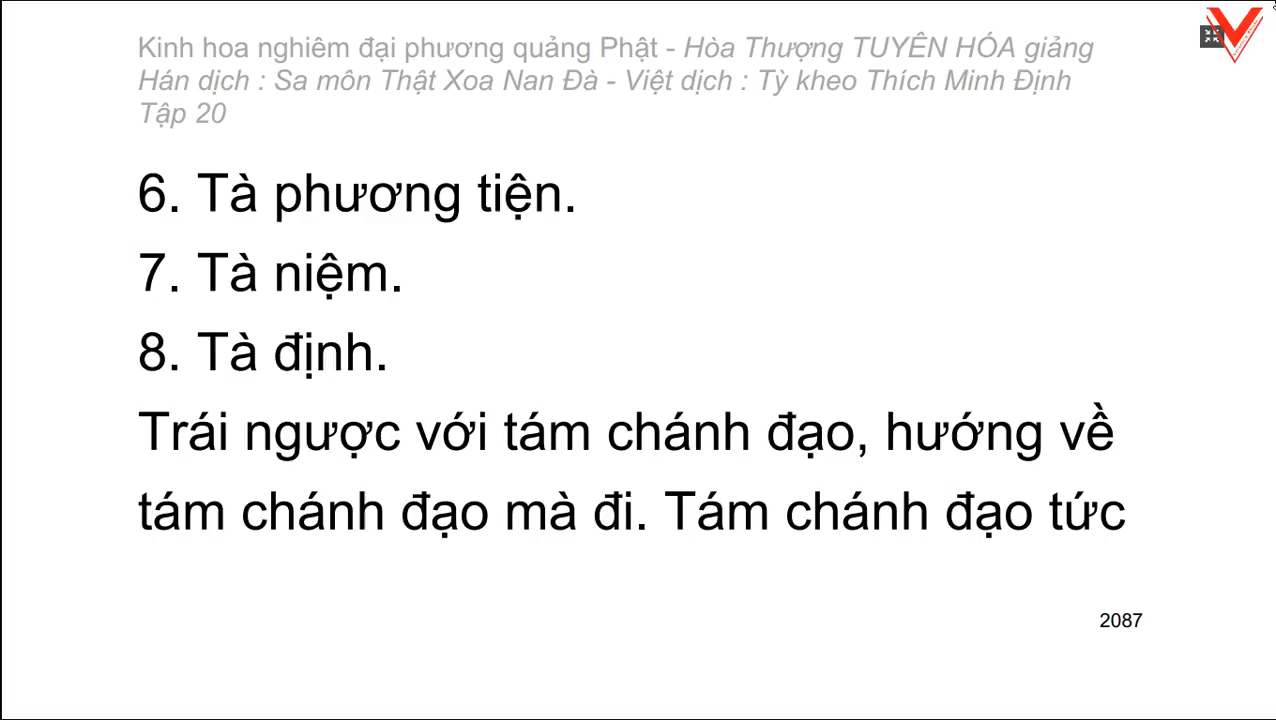 Kinh hoa nghiêm đại phương quảng Phật - Hòa Thượng TUYÊN HÓA giảng
Hán dịch : Sa môn Thật Xoa Nan Đà - Việt dịch : Tỳ kheo Thích Minh Định
Tập 20
6. Tà phương tiện.
7. Tà niệm.
8. Tà định.
Trái ngược với tám chánh đạo, hướng về
tám chánh đạo mà đi. Tám chánh đạo tức
2087